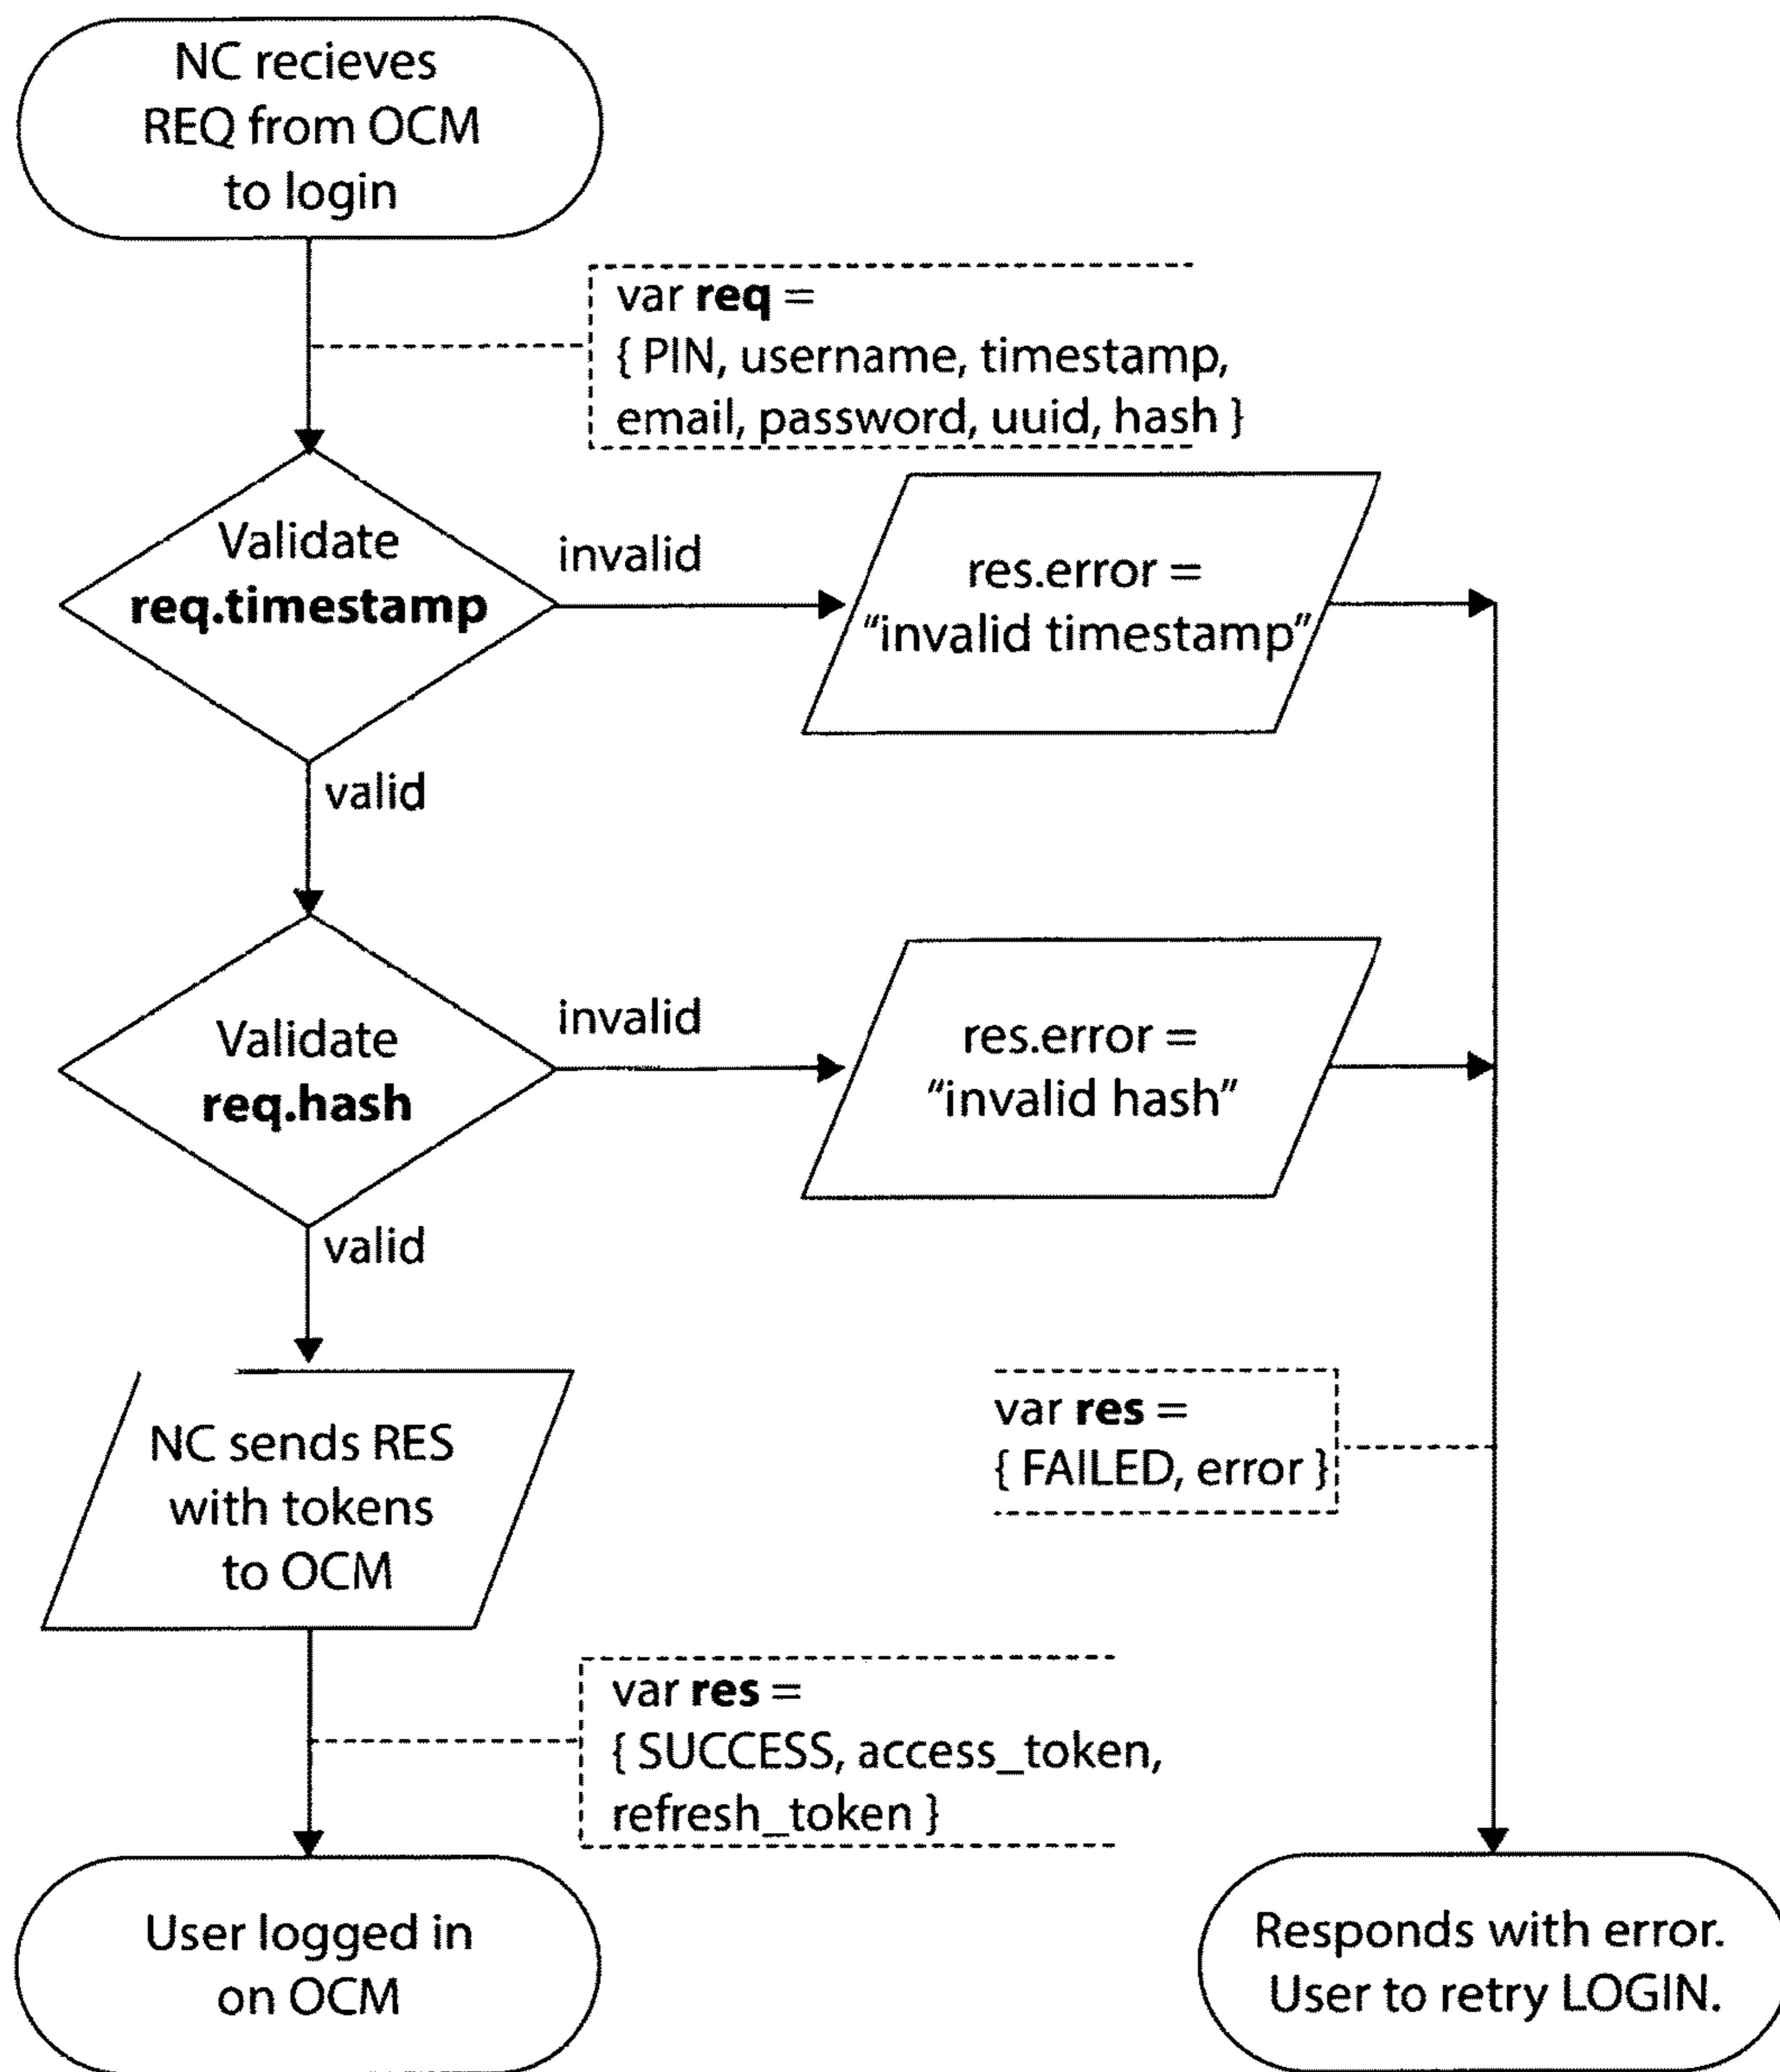 NC recieves
REQ from OCM
to login
var req =
{ PIN, username, timestamp,
email, password, uuid, hash }
Validate
req.timestamp
invalid
res.error =
“invalid timestamp”
valid
Validate
req.hash
invalid
res.error =
“invalid hash”
valid
NC sends RES
with tokens
to OCM
var res =
{ FAILED, error }
var res =
{ SUCCESS, access_token,
refresh_token }
User logged in
on OCM
Responds with error.
User to retry LOGIN.